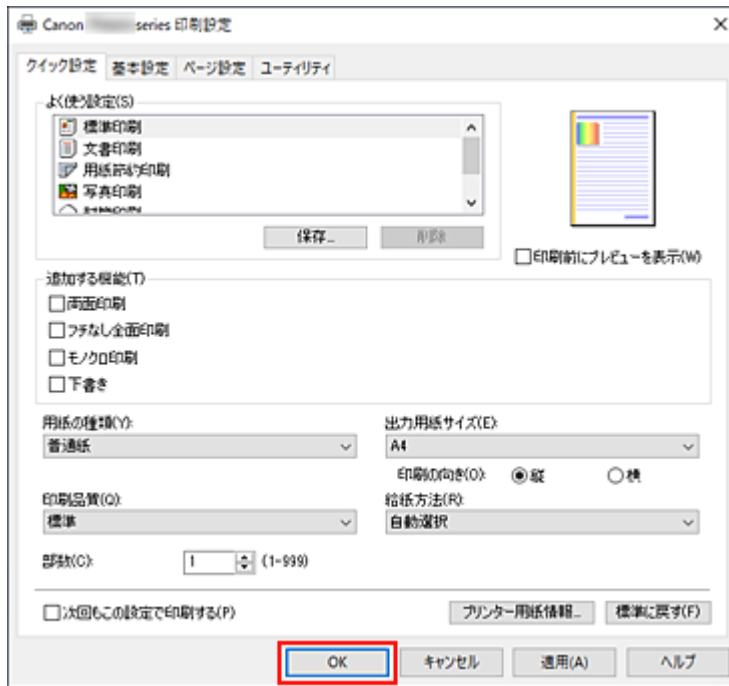 Canon series 印刷設定
クイック設定 基本設定 ページ設定 ユーティリティ
よく使う設定(S)
標準印刷
文書印刷
用紙節約印刷
写真印刷
保存...
削除
印刷前にプレビューを表示(W)
追加する機能(T)
両面印刷
フチなし全面印刷
モノクロ印刷
下書き
用紙の種類(Y):
普通紙
出力用紙サイズ(E):
A4
印刷の向き(O): 縦 横
印刷品質(Q):
標準
給紙方法(R):
自動選択
部数(C): 1 (1-999)
次回もこの設定で印刷する(P)
プリンター用紙情報... 標準に戻す(F)
OK キャンセル 適用(A) ヘルプ